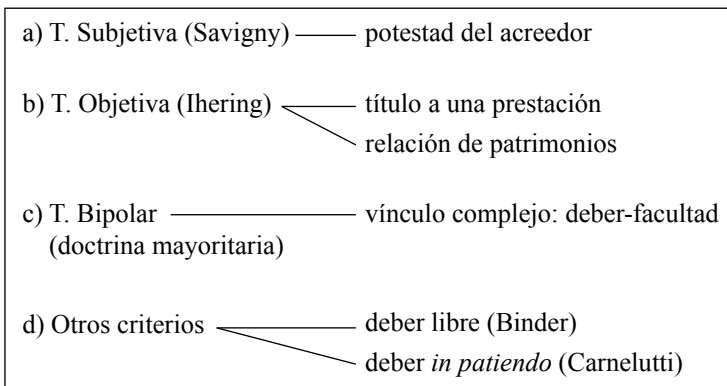 a) T. Subjetiva (Savigny) potestad del acreedor
b) T. Objetiva (Ihering) título a una prestación
relación de patrimonios
c) T. Bipolar vínculo complejo: deber-facultad
(doctrina mayoritaria)
d) Otros criterios deber libre (Binder)
deber in patiendo (Carnelutti)